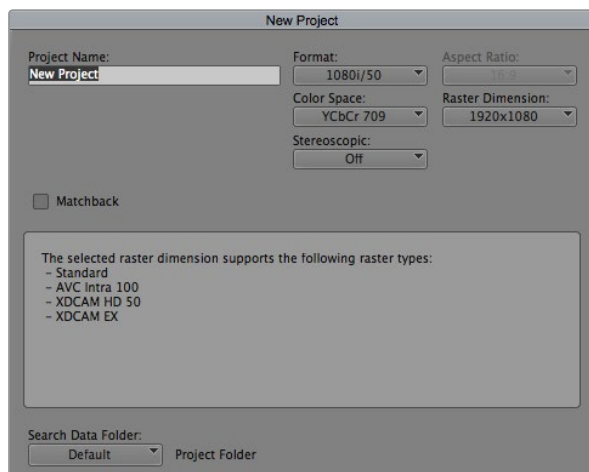 New Project
Project Name:
New Project
Format:
1080i/50
Aspect Ratio:
16:9
Color Space:
YCbCr 709
Raster Dimension:
1920x1080
Stereoscopic:
Off
Matchback
The selected raster dimension supports the following raster types:
- Standard
- AVC Intra 100
- XDCAM HD 50
- XDCAM EX
Search Data Folder:
Default
Project Folder